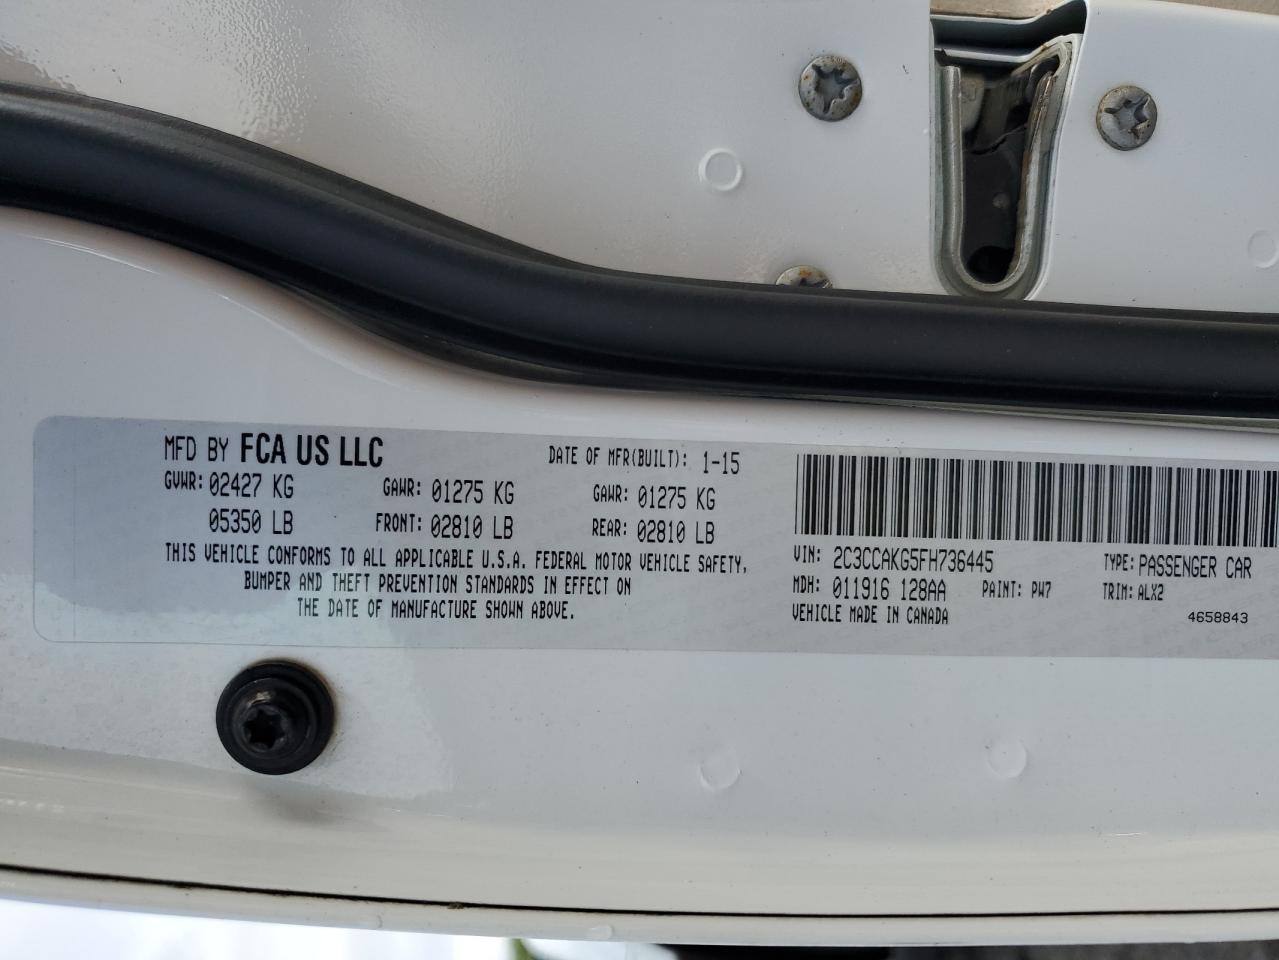 MFD BY FCA US LLC DATE OF MFR(BUILT): 1-15
GVWR: 02427 KG GAWR: 01275 KG GAWR: 01275 KG
05350 LB FRONT: 02810 LB REAR: 02810 LB
THIS VEHICLE CONFORMS TO ALL APPLICABLE U.S.A. FEDERAL MOTOR VEHICLE SAFETY,
BUMPER AND THEFT PREVENTION STANDARDS IN EFFECT ON
THE DATE OF MANUFACTURE SHOWN ABOVE.
VIN: 2C3CCAKG5FH736445 TYPE: PASSENGER CAR
MDH: 011916 128AA PAINT: PW7 TRIM: ALX2
VEHICLE MADE IN CANADA 4658843